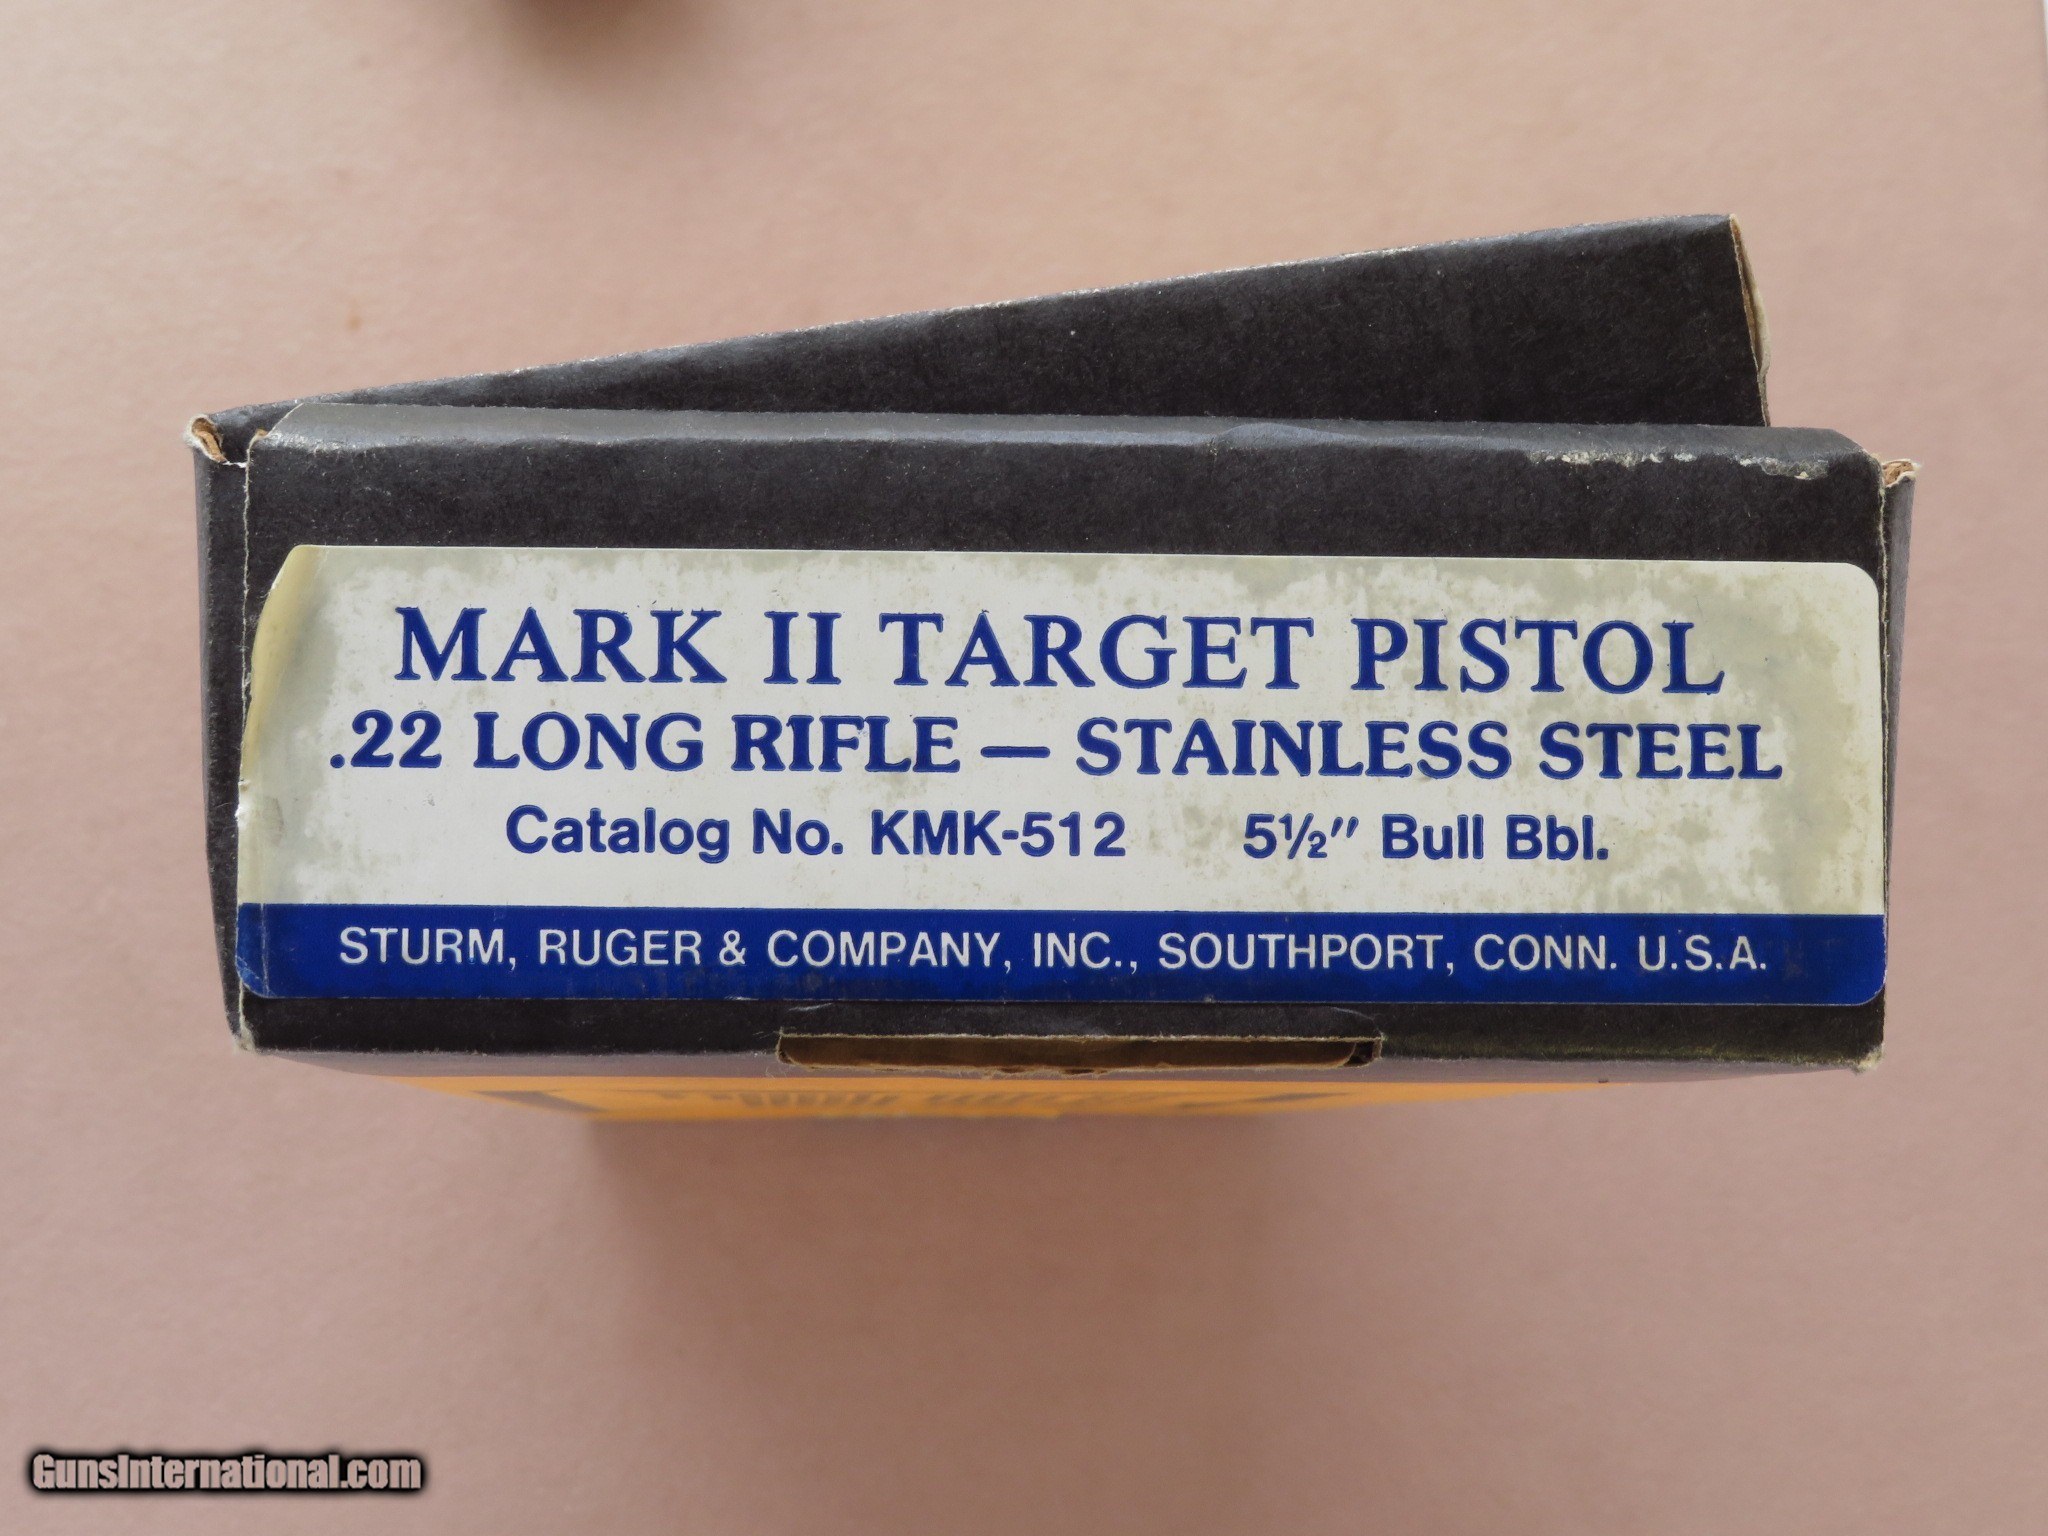 MARK II TARGET PISTOL
.22 LONG RIFLE — STAINLESS STEEL
Catalog No. KMK-512 5½" Bull Bbl.
STURM, RUGER & COMPANY, INC., SOUTHPORT, CONN. U.S.A.
GunsInternational.com